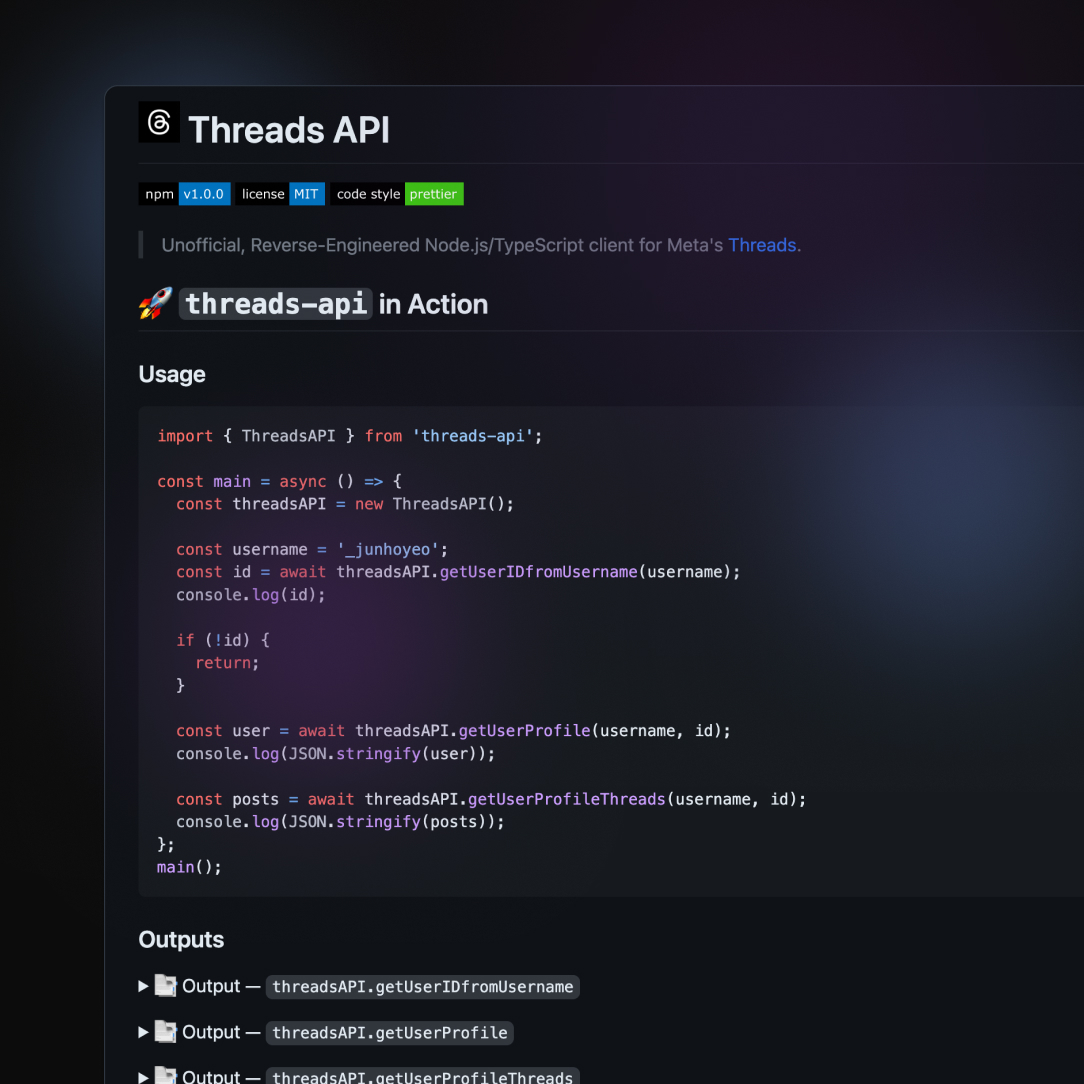 Threads API
npm v1.0.0 license MIT code style prettier
Unofficial, Reverse-Engineered Node.js/TypeScript client for Meta's Threads.
🚀 threads-api in Action
Usage
import { ThreadsAPI } from 'threads-api';
const main = async () => {
  const threadsAPI = new ThreadsAPI();
  const username = '_junhoyeo';
  const id = await threadsAPI.getUserIDfromUsername(username);
  console.log(id);
  if (!id) {
    return;
  }
  const user = await threadsAPI.getUserProfile(username, id);
  console.log(JSON.stringify(user));
  const posts = await threadsAPI.getUserProfileThreads(username, id);
  console.log(JSON.stringify(posts));
};
main();
Outputs
Output — threadsAPI.getUserIDfromUsername
Output — threadsAPI.getUserProfile
Output — threadsAPI.getUserProfileThreads